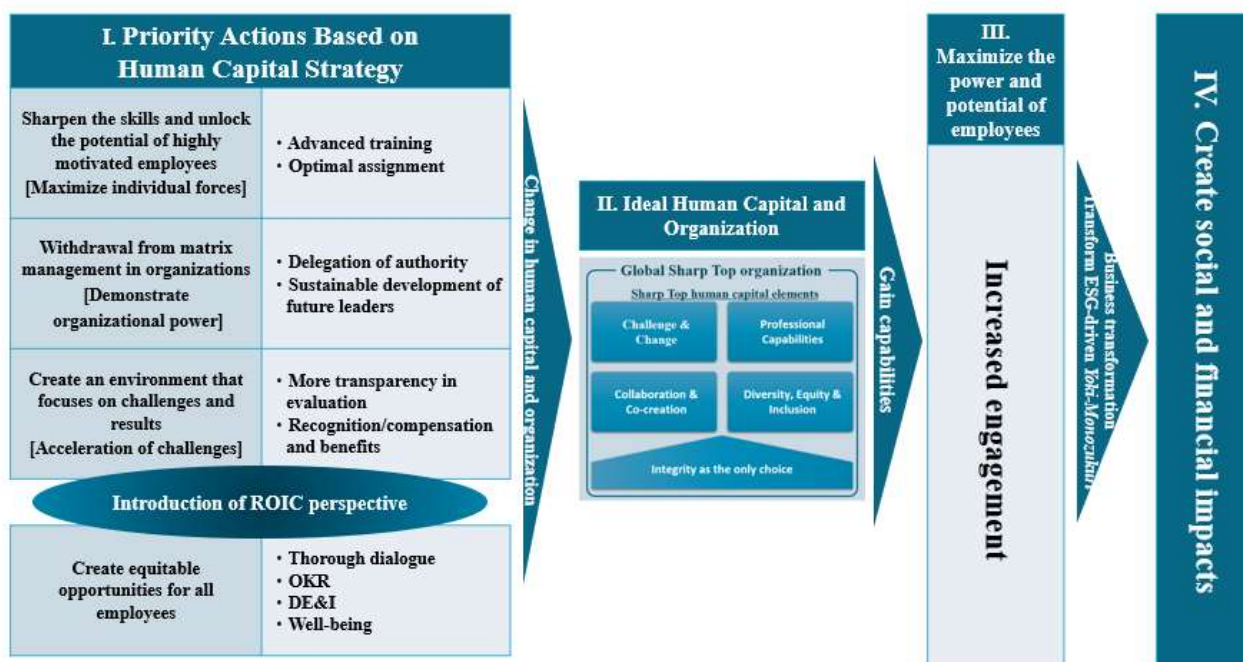 I. Priority Actions Based on
Human Capital Strategy
Sharpen the skills and unlock
the potential of highly
motivated employees
[Maximize individual forces]
• Advanced training
• Optimal assignment
Withdrawal from matrix
management in organizations
[Demonstrate
organizational power]
• Delegation of authority
• Sustainable development of
future leaders
Create an environment that
focuses on challenges and
results
[Acceleration of challenges]
• More transparency in
evaluation
• Recognition/compensation
and benefits
Introduction of ROIC perspective
Create equitable
opportunities for all
employees
• Thorough dialogue
• OKR
• DE&I
• Well-being
Change in human capital and organization
II. Ideal Human Capital and
Organization
Global Sharp Top organization
Sharp Top human capital elements
Challenge &
Change
Professional
Capabilities
Collaboration &
Co-creation
Diversity, Equity &
Inclusion
Integrity as the only choice
Gain capabilities
III.
Maximize the
power and
potential of
employees
Increased engagement
Business transformation
Transform ESG-driven Yoki-Monozukuri
IV. Create social and financial impacts